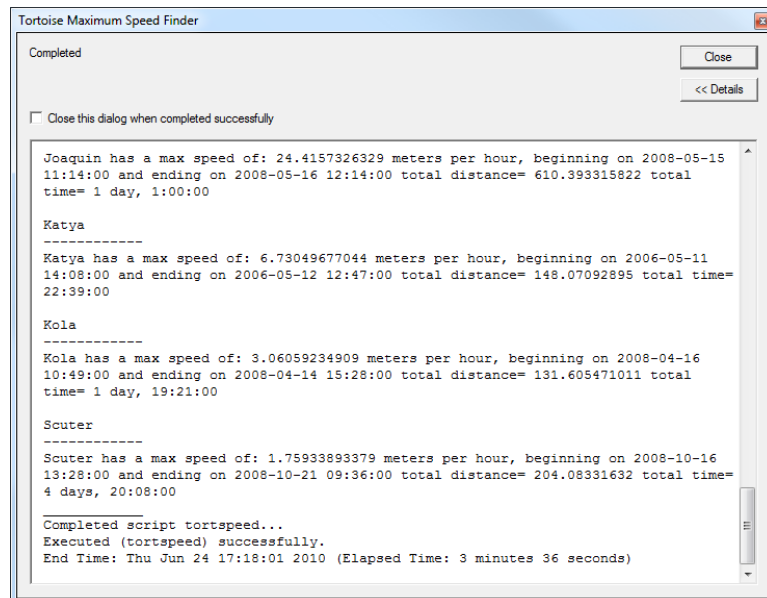 Tortoise Maximum Speed Finder
Completed
Close
<< Details
Close this dialog when completed successfully
Joaquin has a max speed of: 24.4157326329 meters per hour, beginning on 2008-05-15
11:14:00 and ending on 2008-05-16 12:14:00 total distance= 610.393315822 total
time= 1 day, 1:00:00
Katya
------------
Katya has a max speed of: 6.73049677044 meters per hour, beginning on 2006-05-11
14:08:00 and ending on 2006-05-12 12:47:00 total distance= 148.07092895 total time=
22:39:00
Kola
------------
Kola has a max speed of: 3.06059234909 meters per hour, beginning on 2008-04-16
10:49:00 and ending on 2008-04-14 15:28:00 total distance= 131.605471011 total
time= 1 day, 19:21:00
Scuter
------------
Scuter has a max speed of: 1.75933893379 meters per hour, beginning on 2008-10-16
13:28:00 and ending on 2008-10-21 09:36:00 total distance= 204.08331632 total time=
4 days, 20:08:00
____________
Completed script tortspeed...
Executed (tortspeed) successfully.
End Time: Thu Jun 24 17:18:01 2010 (Elapsed Time: 3 minutes 36 seconds)